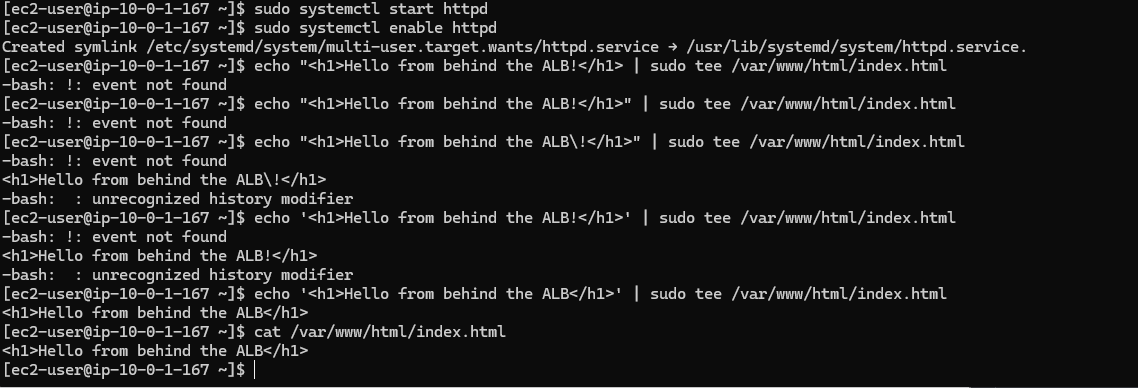 [ec2-user@ip-10-0-1-167 ~]$ sudo systemctl start httpd
[ec2-user@ip-10-0-1-167 ~]$ sudo systemctl enable httpd
Created symlink /etc/systemd/system/multi-user.target.wants/httpd.service → /usr/lib/systemd/system/httpd.service.
[ec2-user@ip-10-0-1-167 ~]$ echo "<h1>Hello from behind the ALB!</h1> | sudo tee /var/www/html/index.html
-bash: !: event not found
[ec2-user@ip-10-0-1-167 ~]$ echo "<h1>Hello from behind the ALB!</h1>" | sudo tee /var/www/html/index.html
-bash: !: event not found
[ec2-user@ip-10-0-1-167 ~]$ echo "<h1>Hello from behind the ALB\!</h1>" | sudo tee /var/www/html/index.html
-bash: !: event not found
<h1>Hello from behind the ALB\!</h1>
-bash:  : unrecognized history modifier
[ec2-user@ip-10-0-1-167 ~]$ echo '<h1>Hello from behind the ALB!</h1>' | sudo tee /var/www/html/index.html
-bash: !: event not found
<h1>Hello from behind the ALB!</h1>
-bash:  : unrecognized history modifier
[ec2-user@ip-10-0-1-167 ~]$ echo '<h1>Hello from behind the ALB</h1>' | sudo tee /var/www/html/index.html
<h1>Hello from behind the ALB</h1>
[ec2-user@ip-10-0-1-167 ~]$ cat /var/www/html/index.html
<h1>Hello from behind the ALB</h1>
[ec2-user@ip-10-0-1-167 ~]$